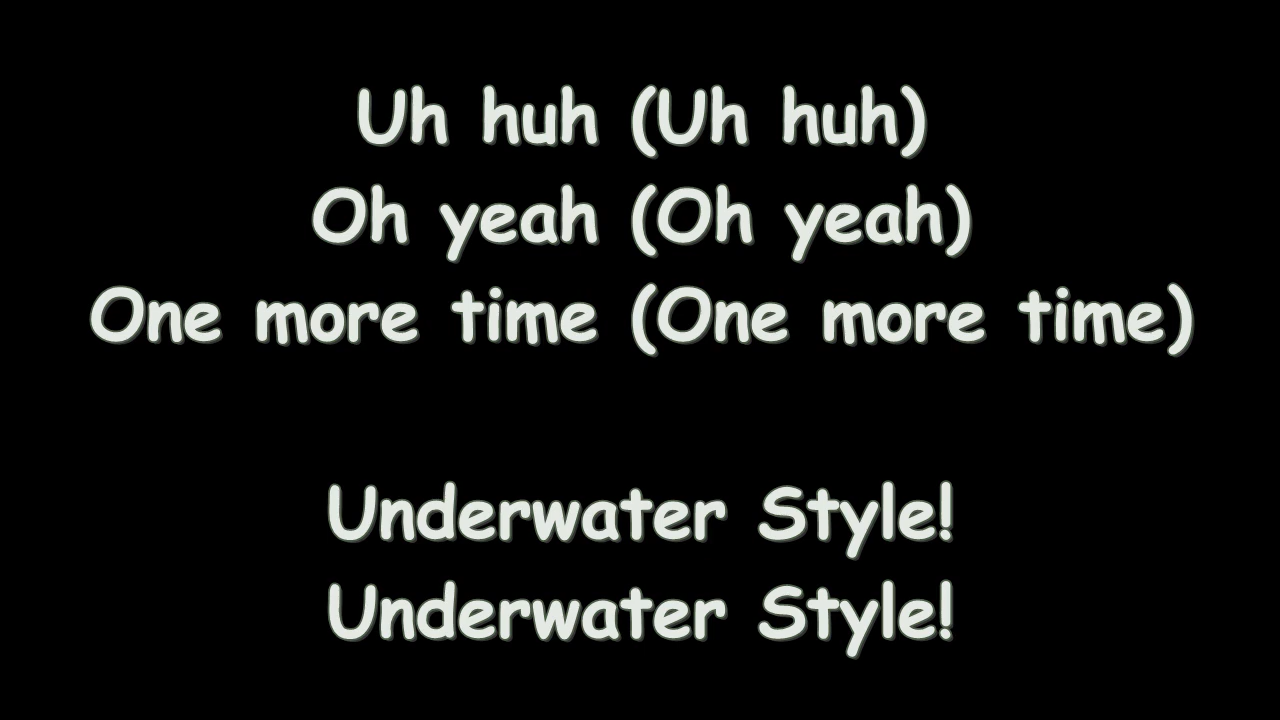 Uh huh (Uh huh)
Oh yeah (Oh yeah)
One more time (One more time)
Underwater Style!
Underwater Style!